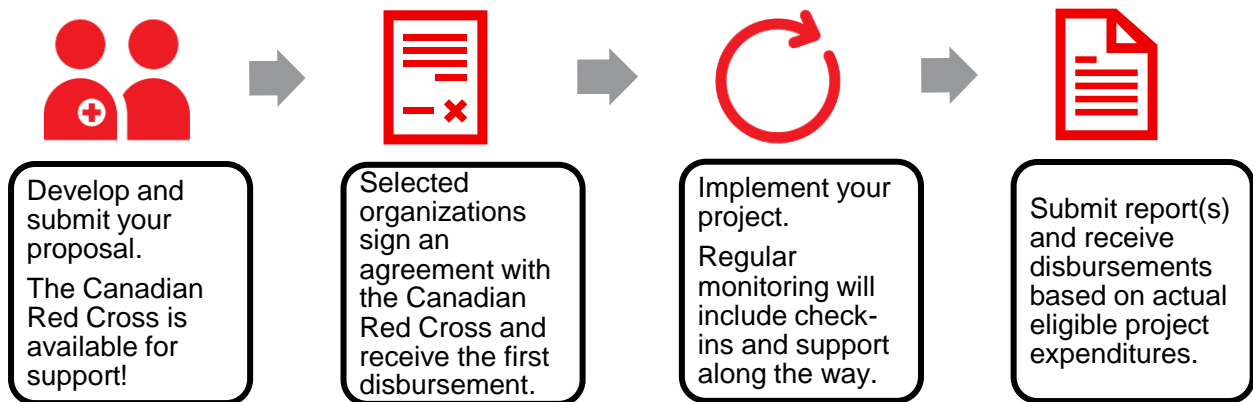 Develop and
submit your
proposal.
The Canadian
Red Cross is
available for
support!
Selected
organizations
sign an
agreement with
the Canadian
Red Cross and
receive the first
disbursement.
Implement your
project.
Regular
monitoring will
include check-
ins and support
along the way.
Submit report(s)
and receive
disbursements
based on actual
eligible project
expenditures.